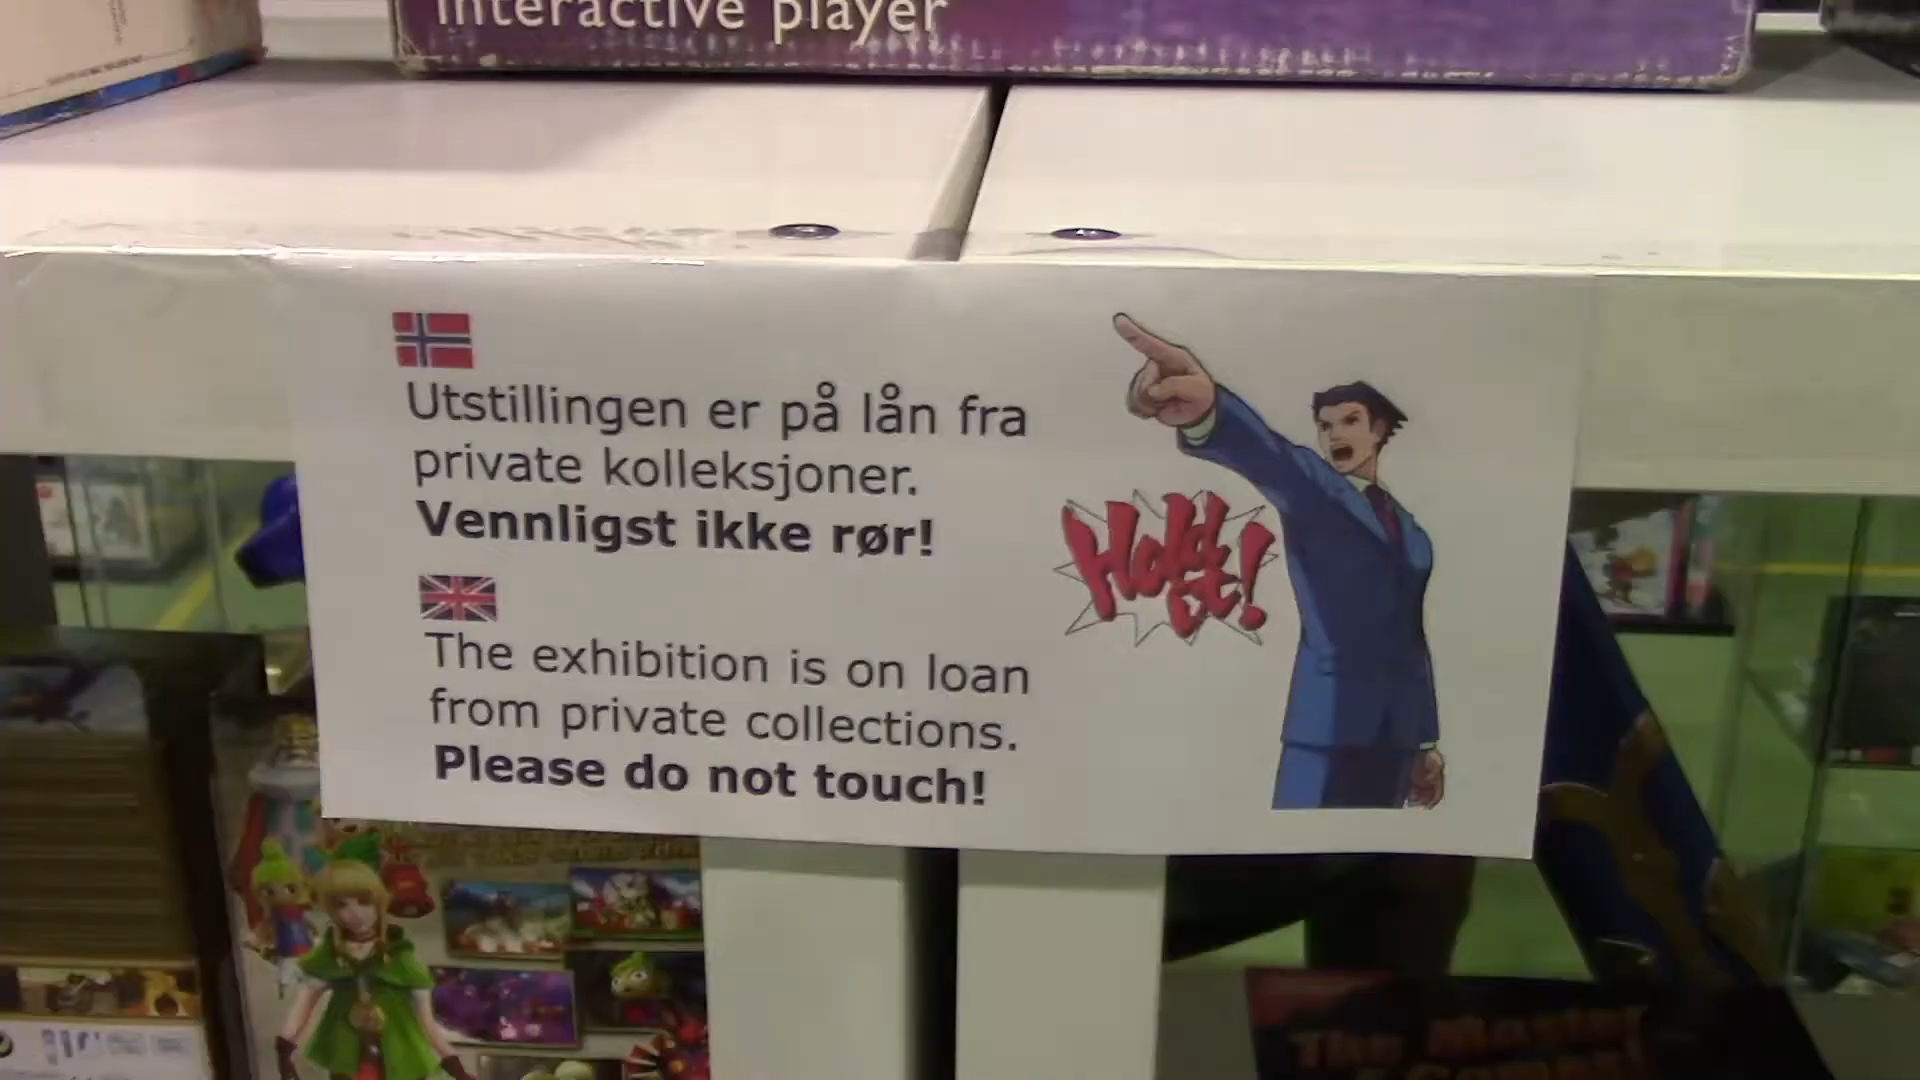 interactive player
Utstillingen er på lån fra
private kolleksjoner.
Vennligst ikke rør!
Hold
it!
The exhibition is on loan
from private collections.
Please do not touch!
The